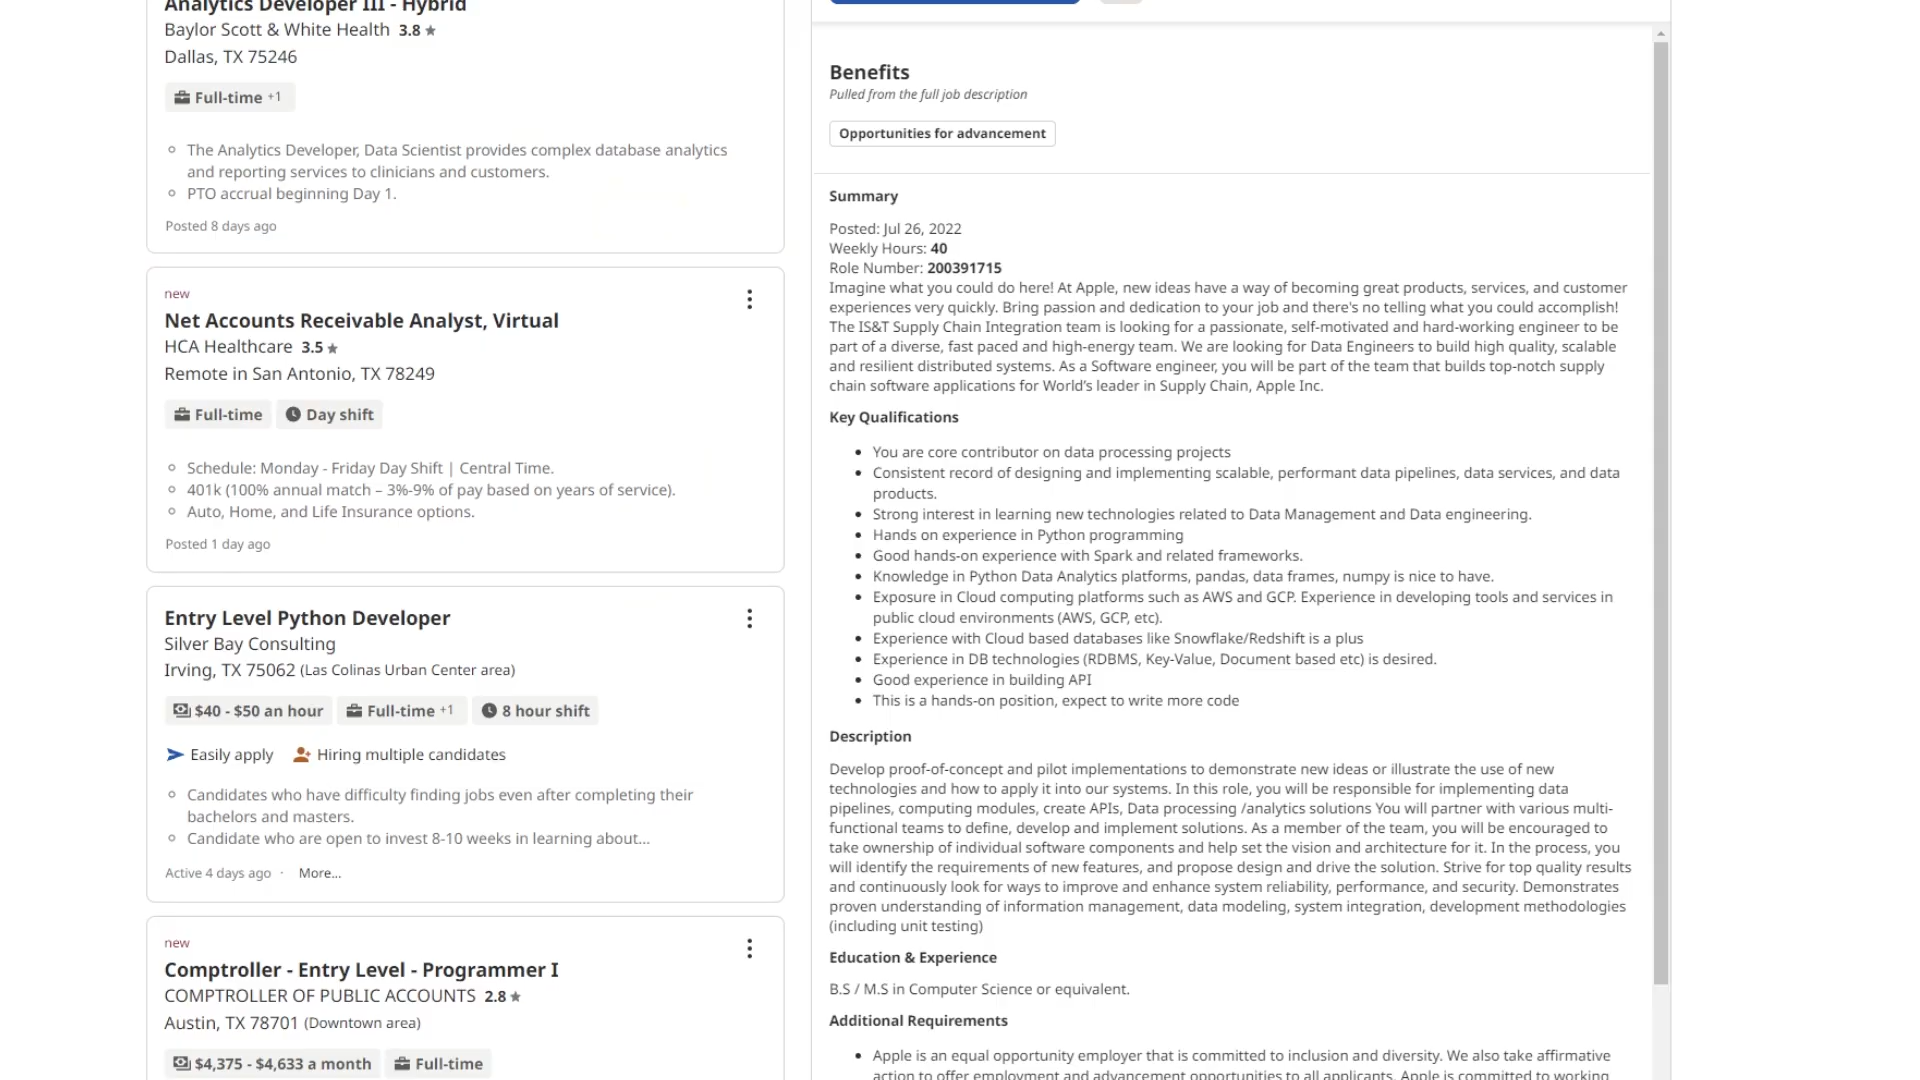 Analytics Developer III - Hybrid
Baylor Scott & White Health 3.8 ★
Dallas, TX 75246
Full-time +1
The Analytics Developer, Data Scientist provides complex database analytics
and reporting services to clinicians and customers.
PTO accrual beginning Day 1.
Posted 8 days ago
new
Net Accounts Receivable Analyst, Virtual
HCA Healthcare 3.5 ★
Remote in San Antonio, TX 78249
Full-time Day shift
Schedule: Monday - Friday Day Shift | Central Time.
401k (100% annual match – 3%-9% of pay based on years of service).
Auto, Home, and Life Insurance options.
Posted 1 day ago
Entry Level Python Developer
Silver Bay Consulting
Irving, TX 75062 (Las Colinas Urban Center area)
$40 - $50 an hour Full-time +1 8 hour shift
Easily apply Hiring multiple candidates
Candidates who have difficulty finding jobs even after completing their
bachelors and masters.
Candidate who are open to invest 8-10 weeks in learning about...
Active 4 days ago · More...
new
Comptroller - Entry Level - Programmer I
COMPTROLLER OF PUBLIC ACCOUNTS 2.8 ★
Austin, TX 78701 (Downtown area)
$4,375 - $4,633 a month Full-time
Benefits
Pulled from the full job description
Opportunities for advancement
Summary
Posted: Jul 26, 2022
Weekly Hours: 40
Role Number: 200391715
Imagine what you could do here! At Apple, new ideas have a way of becoming great products, services, and customer
experiences very quickly. Bring passion and dedication to your job and there's no telling what you could accomplish!
The IS&T Supply Chain Integration team is looking for a passionate, self-motivated and hard-working engineer to be
part of a diverse, fast paced and high-energy team. We are looking for Data Engineers to build high quality, scalable
and resilient distributed systems. As a Software engineer, you will be part of the team that builds top-notch supply
chain software applications for World’s leader in Supply Chain, Apple Inc.
Key Qualifications
You are core contributor on data processing projects
Consistent record of designing and implementing scalable, performant data pipelines, data services, and data
products.
Strong interest in learning new technologies related to Data Management and Data engineering.
Hands on experience in Python programming
Good hands-on experience with Spark and related frameworks.
Knowledge in Python Data Analytics platforms, pandas, data frames, numpy is nice to have.
Exposure in Cloud computing platforms such as AWS and GCP. Experience in developing tools and services in
public cloud environments (AWS, GCP, etc).
Experience with Cloud based databases like Snowflake/Redshift is a plus
Experience in DB technologies (RDBMS, Key-Value, Document based etc) is desired.
Good experience in building API
This is a hands-on position, expect to write more code
Description
Develop proof-of-concept and pilot implementations to demonstrate new ideas or illustrate the use of new
technologies and how to apply it into our systems. In this role, you will be responsible for implementing data
pipelines, computing modules, create APIs, Data processing /analytics solutions You will partner with various multi-
functional teams to define, develop and implement solutions. As a member of the team, you will be encouraged to
take ownership of individual software components and help set the vision and architecture for it. In the process, you
will identify the requirements of new features, and propose design and drive the solution. Strive for top quality results
and continuously look for ways to improve and enhance system reliability, performance, and security. Demonstrates
proven understanding of information management, data modeling, system integration, development methodologies
(including unit testing)
Education & Experience
B.S / M.S in Computer Science or equivalent.
Additional Requirements
Apple is an equal opportunity employer that is committed to inclusion and diversity. We also take affirmative
action to offer employment and advancement opportunities to all applicants. Apple is committed to working